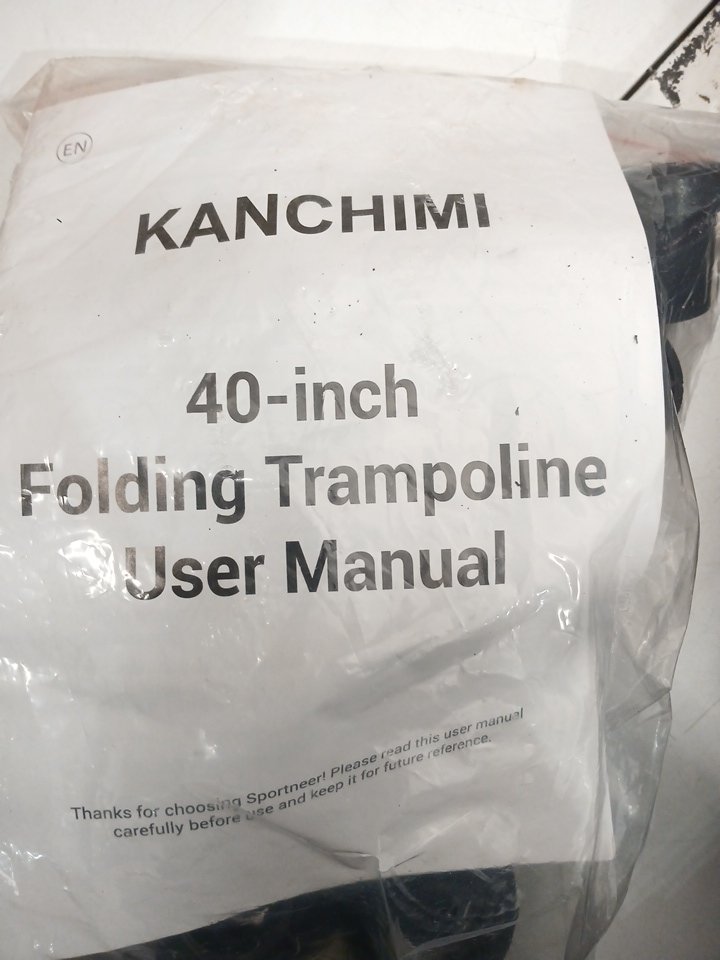 EN
KANCHIMI
40-inch
Folding Trampoline
User Manual
Thanks for choosing Sportneer! Please read this user manual
carefully before use and keep it for future reference.